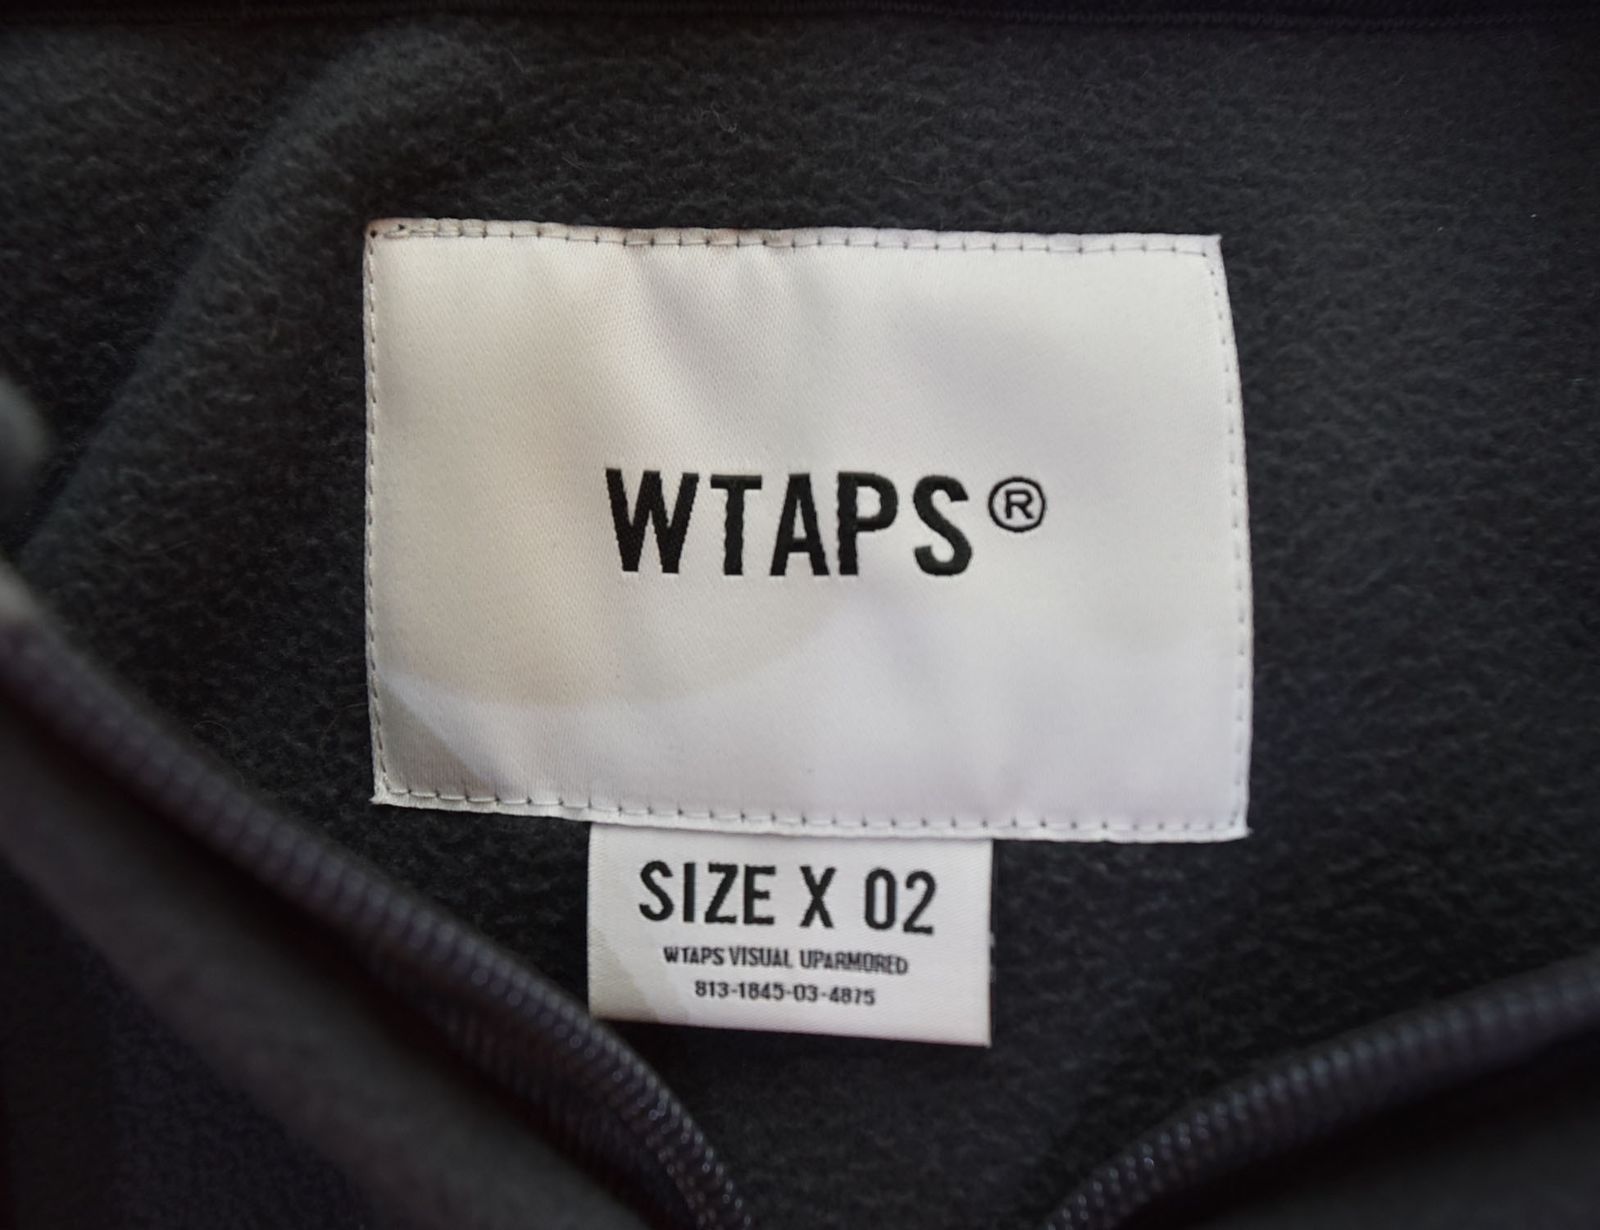 WTAPS®
SIZE X 02
WTAPS VISUAL UPARMORED
813-1845-03-4875